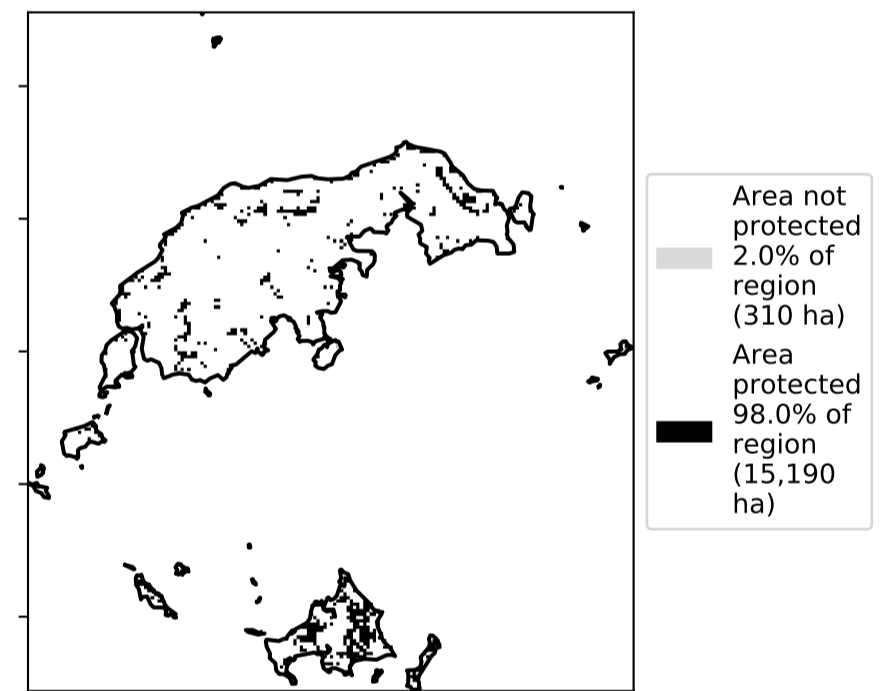 Area not
protected
2.0% of
region
(310 ha)
Area
protected
98.0% of
region
(15,190
ha)